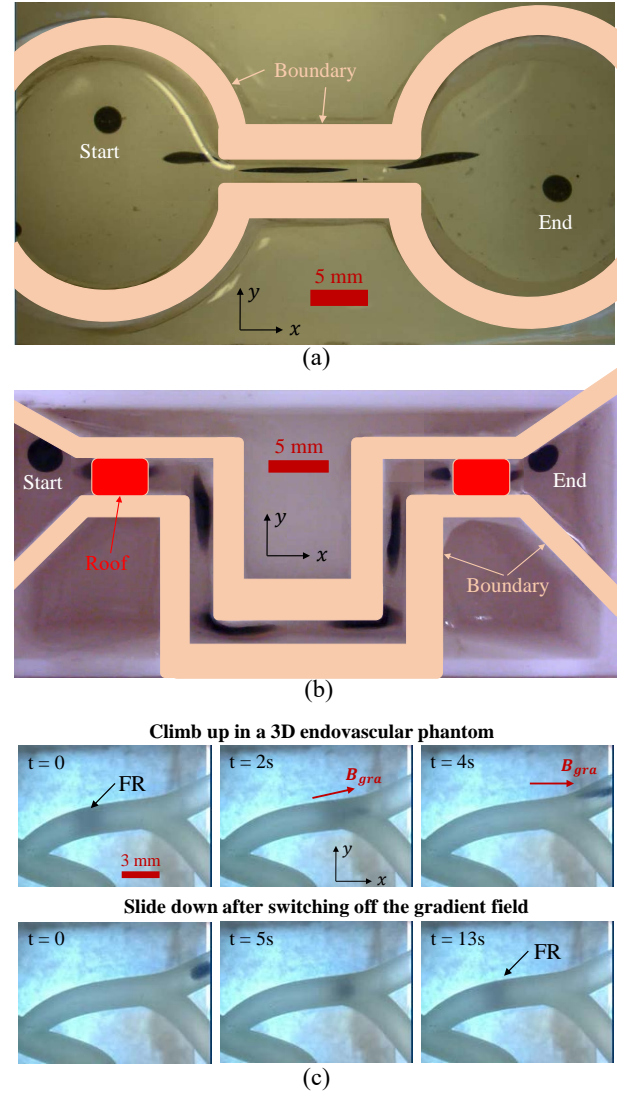 Boundary
Start
End
5 mm
y
x
(a)
5 mm
Start
End
y
Roof
x
Boundary
(b)
Climb up in a 3D endovascular phantom
t = 0
FR
3 mm
t = 2s
B_gra
y
x
t = 4s
B_gra
Slide down after switching off the gradient field
t = 0
t = 5s
t = 13s
FR
(c)